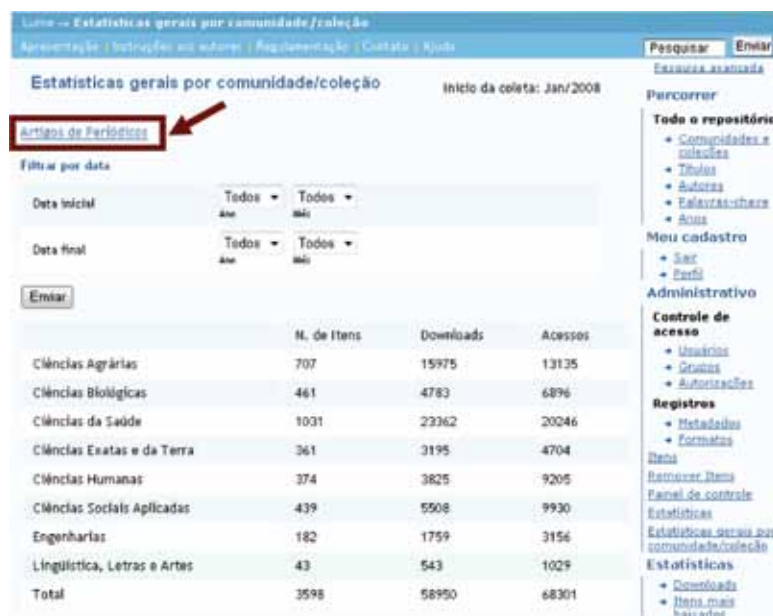 Lume → Estatísticas gerais por comunidade/coleção
Apresentação | Instruções aos autores | Regulamentação | Contato | Ajuda
Pesquisar Enviar
Pesquisa avançada
Estatísticas gerais por comunidade/coleção
Início da coleta: Jan/2008
Artigos de Periódicos
Filtrar por data
Data inicial Todos Todos
Ano Mês
Data final Todos Todos
Ano Mês
Enviar
N. de Itens Downloads Acessos
Ciências Agrárias 707 15975 13135
Ciências Biológicas 461 4783 6896
Ciências da Saúde 1031 23362 20246
Ciências Exatas e da Terra 361 3195 4704
Ciências Humanas 374 3825 9205
Ciências Sociais Aplicadas 439 5508 9930
Engenharias 182 1759 3156
Lingüística, Letras e Artes 43 543 1029
Total 3598 58950 68301
Percorrer
Todo o repositório
Comunidades e
coleções
Títulos
Autores
Palavras-chave
Anos
Meu cadastro
Sair
Perfil
Administrativo
Controle de
acesso
Usuários
Grupos
Autorizações
Registros
Metadados
Formatos
Itens
Remover Itens
Painel de controle
Estatísticas
Estatísticas gerais por
comunidade/coleção
Estatísticas
Downloads
Itens mais
baixados